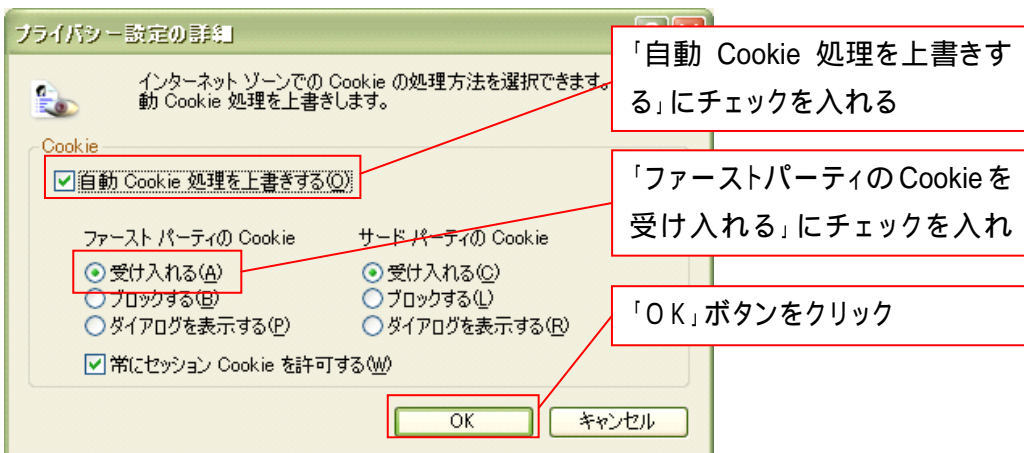 プライバシー設定の詳細
インターネット ゾーンでの Cookie の処理方法を選択できます。
動 Cookie 処理を上書きします。
Cookie
自動 Cookie 処理を上書きする(O)
ファースト パーティの Cookie
サード パーティの Cookie
受け入れる(A)
受け入れる(C)
ブロックする(B)
ブロックする(L)
ダイアログを表示する(P)
ダイアログを表示する(R)
常にセッション Cookie を許可する(W)
OK
キャンセル
「自動 Cookie 処理を上書きす
る」にチェックを入れる
「ファーストパーティの Cookie を
受け入れる」にチェックを入れ
「OK」ボタンをクリック